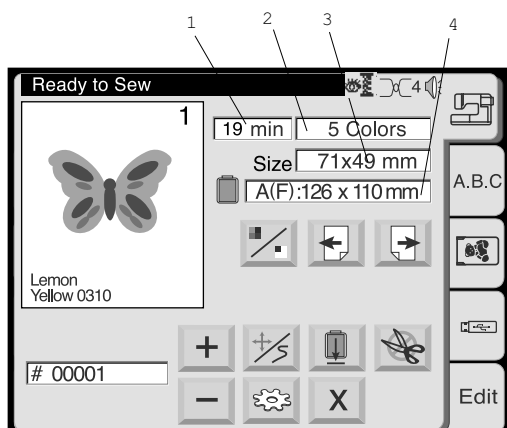 1 2 3 4
Ready to Sew
4
1
19 min
5 Colors
Size 71x49 mm
A(F):126 x 110 mm
A.B.C
Lemon
Yellow 0310
+
# 00001
−
X
Edit